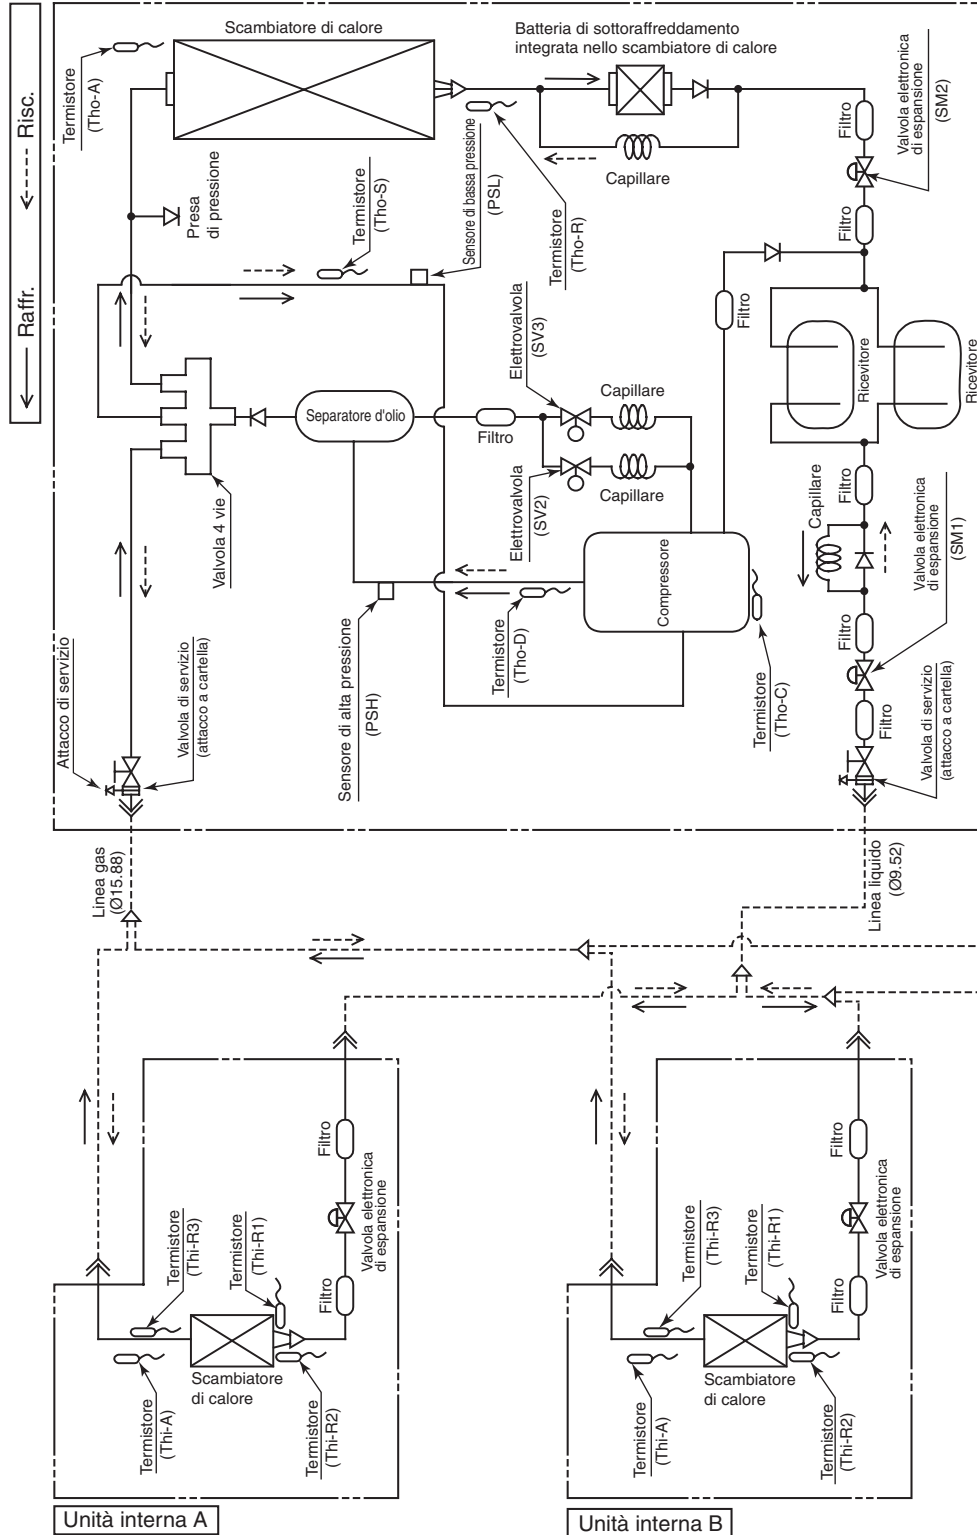 Raffr.
Risc.
Termistore
(Tho-A)
Scambiatore di calore
Batteria di sottoraffreddamento
integrata nello scambiatore di calore
Presa
di pressione
Termistore
(Tho-S)
Sensore di bassa pressione
(PSL)
Termistore
(Tho-R)
Capillare
Filtro
Valvola elettronica
di espansione
(SM2)
Filtro
Filtro
Elettrovalvola
(SV3)
Capillare
Separatore d'olio
Filtro
Elettrovalvola
(SV2)
Capillare
Ricevitore
Ricevitore
Valvola 4 vie
Compressore
Capillare
Filtro
Valvola elettronica
di espansione
(SM1)
Attacco di servizio
Valvola di servizio
(attacco a cartella)
Sensore di alta pressione
(PSH)
Termistore
(Tho-D)
Termistore
(Tho-C)
Filtro
Filtro
Valvola di servizio
(attacco a cartella)
Linea gas
(Ø15.88)
Linea liquido
(Ø9.52)
Filtro
Valvola elettronica
di espansione
Termistore
(Thi-R3)
Termistore
(Thi-R1)
Filtro
Scambiatore
di calore
Termistore
(Thi-A)
Termistore
(Thi-R2)
Unità interna A
Filtro
Valvola elettronica
di espansione
Termistore
(Thi-R3)
Termistore
(Thi-R1)
Filtro
Scambiatore
di calore
Termistore
(Thi-A)
Termistore
(Thi-R2)
Unità interna B